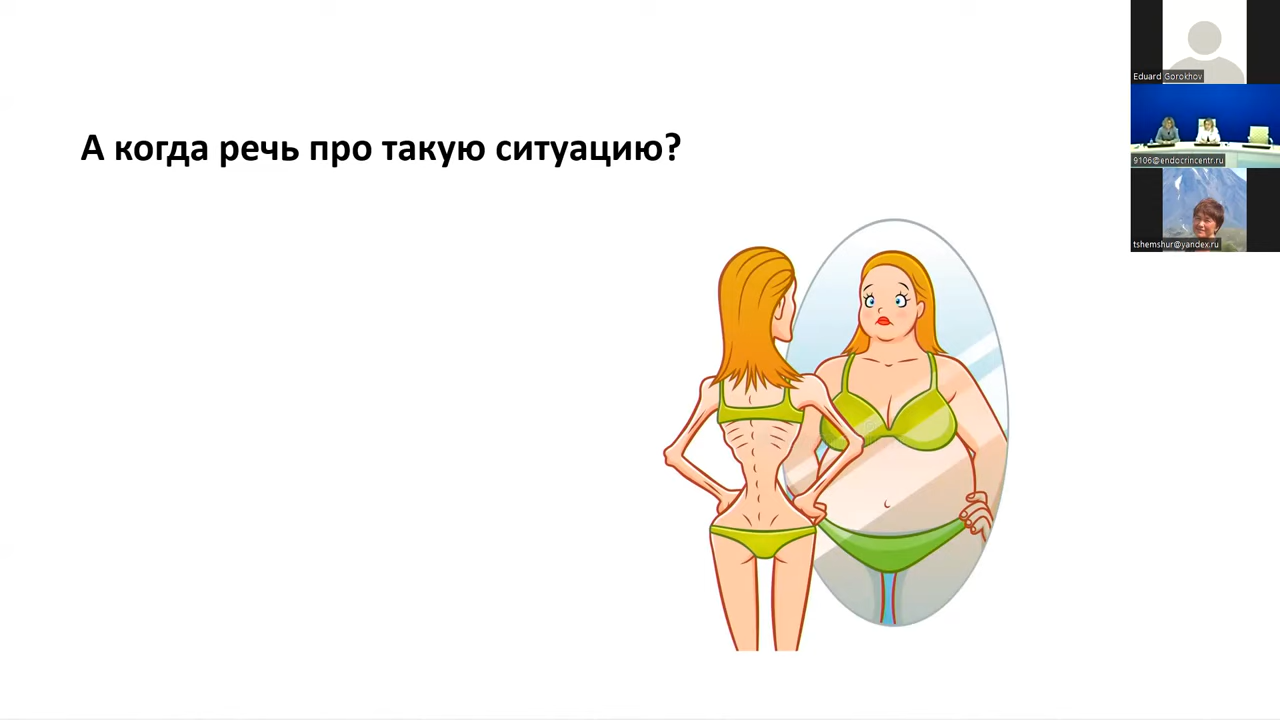 А когда речь про такую ситуацию?
Eduard Gorokhov
9106@endocrincentr.ru
tshemshur@yandex.ru